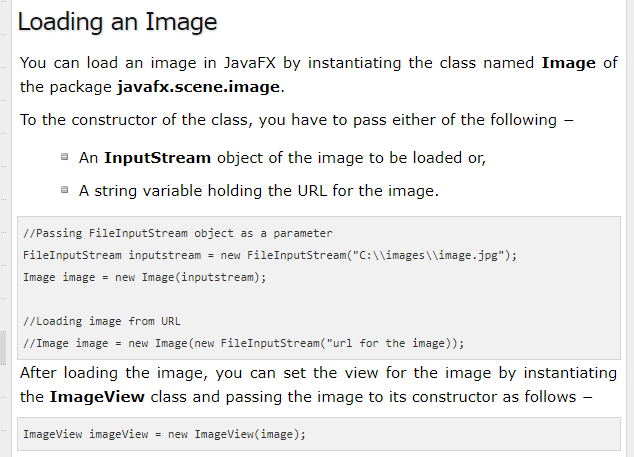 Loading an Image
You can load an image in JavaFX by instantiating the class named Image of
the package javafx.scene.image.
To the constructor of the class, you have to pass either of the following −
An InputStream object of the image to be loaded or,
A string variable holding the URL for the image.
//Passing FileInputStream object as a parameter
FileInputStream inputstream = new FileInputStream("C:\\images\\image.jpg");
Image image = new Image(inputstream);
//Loading image from URL
//Image image = new Image(new FileInputStream("url for the image));
After loading the image, you can set the view for the image by instantiating
the ImageView class and passing the image to its constructor as follows −
ImageView imageView = new ImageView(image);